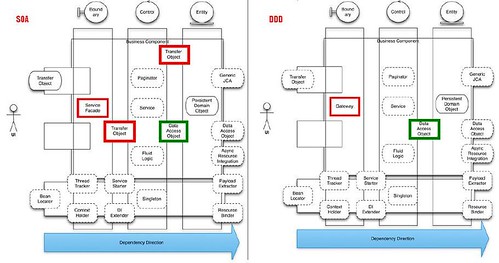 SOA
Bound
ary
Control
Entity
Business Component
Transfer
Object
Transfer
Object
Paginator
Generic
JCA
Service
Facade
Service
Persistent
Domain
Object
Transfer
Object
Data
Access
Object
Data
Access
Object
Fluid
Logic
Async
Resource
Integration
Thread
Tracker
Service
Starter
Payload
Extractor
Bean
Locator
Singleton
Context
Holder
DI
Extender
Resource
Binder
Dependency Direction
DDD
Bound
ary
Control
Entity
Business Component
Transfer
Object
Paginator
Generic
JCA
Gateway
Service
Persistent
Domain
Object
Data
Access
Object
Data
Access
Object
Fluid
Logic
Async
Resource
Integration
Thread
Tracker
Service
Starter
Payload
Extractor
Bean
Locator
Singleton
Context
Holder
DI
Extender
Resource
Binder
Dependency Direction